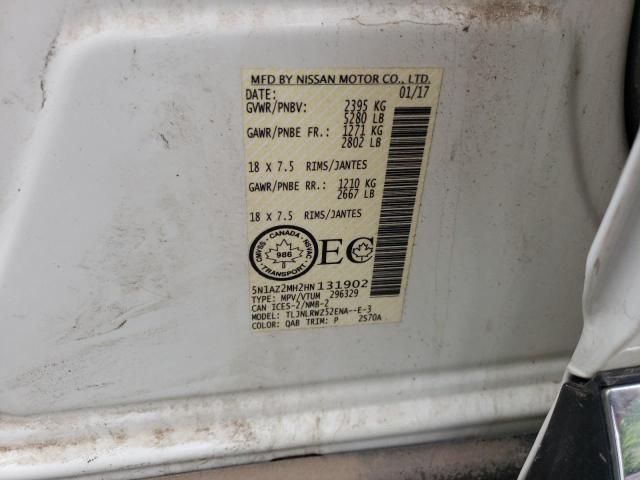 MFD BY NISSAN MOTOR CO., LTD.
DATE: 01/17
GVWR/PNBV: 2395 KG
5280 LB
GAWR/PNBE FR.: 1271 KG
2802 LB
18 X 7.5 RIMS/JANTES
GAWR/PNBE RR.: 1210 KG
2667 LB
18 X 7.5 RIMS/JANTES
CANADA
CMVSS NSVAC
986
TRANSPORT
EC
5N1AZ2MH2HN131902
TYPE: MPV/VTUM 296329
CAN ICES-2/NMB-2
MODEL: TLJNLRWZ52ENA--E-3
COLOR: QAB TRIM: P 2S70A